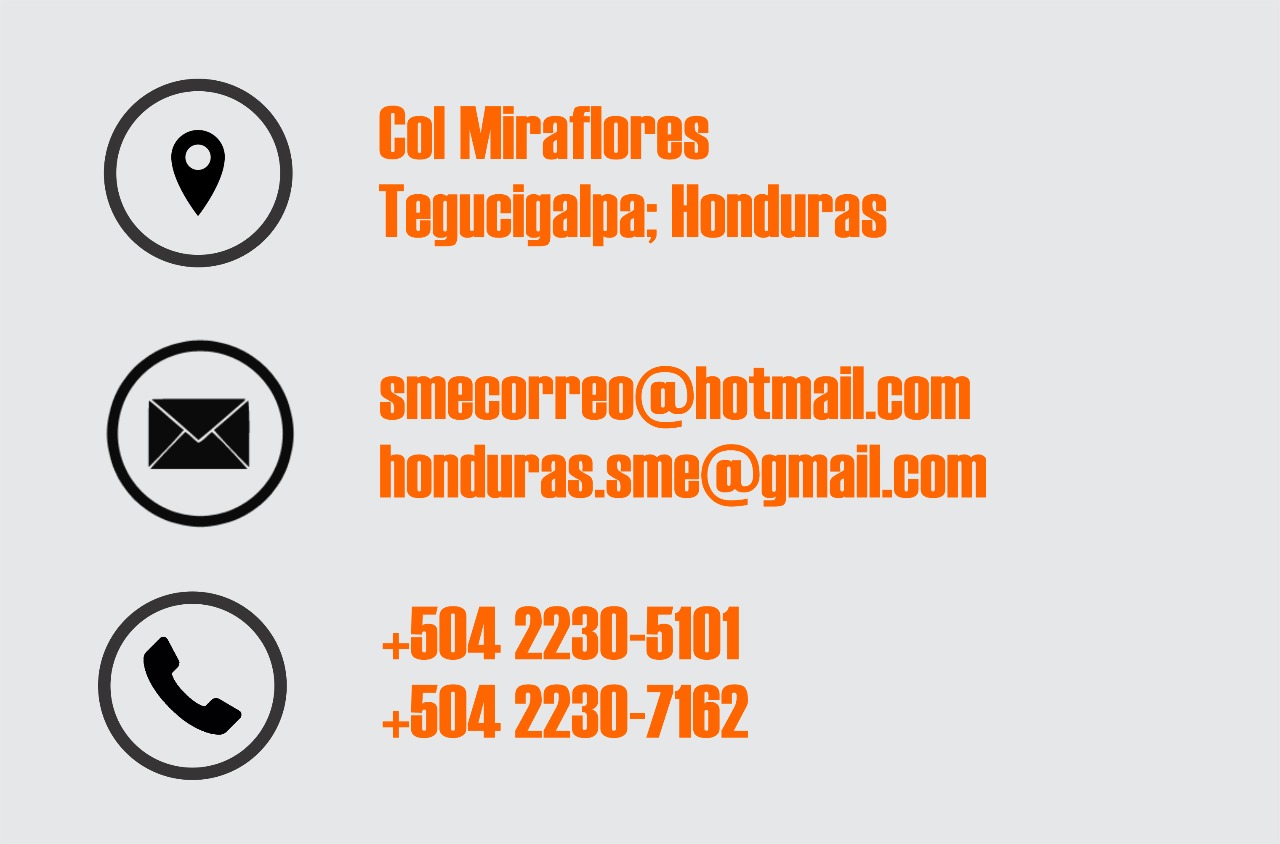 Col Miraflores
Tegucigalpa; Honduras
smecorreo@hotmail.com
honduras.sme@gmail.com
+504 2230-5101
+504 2230-7162